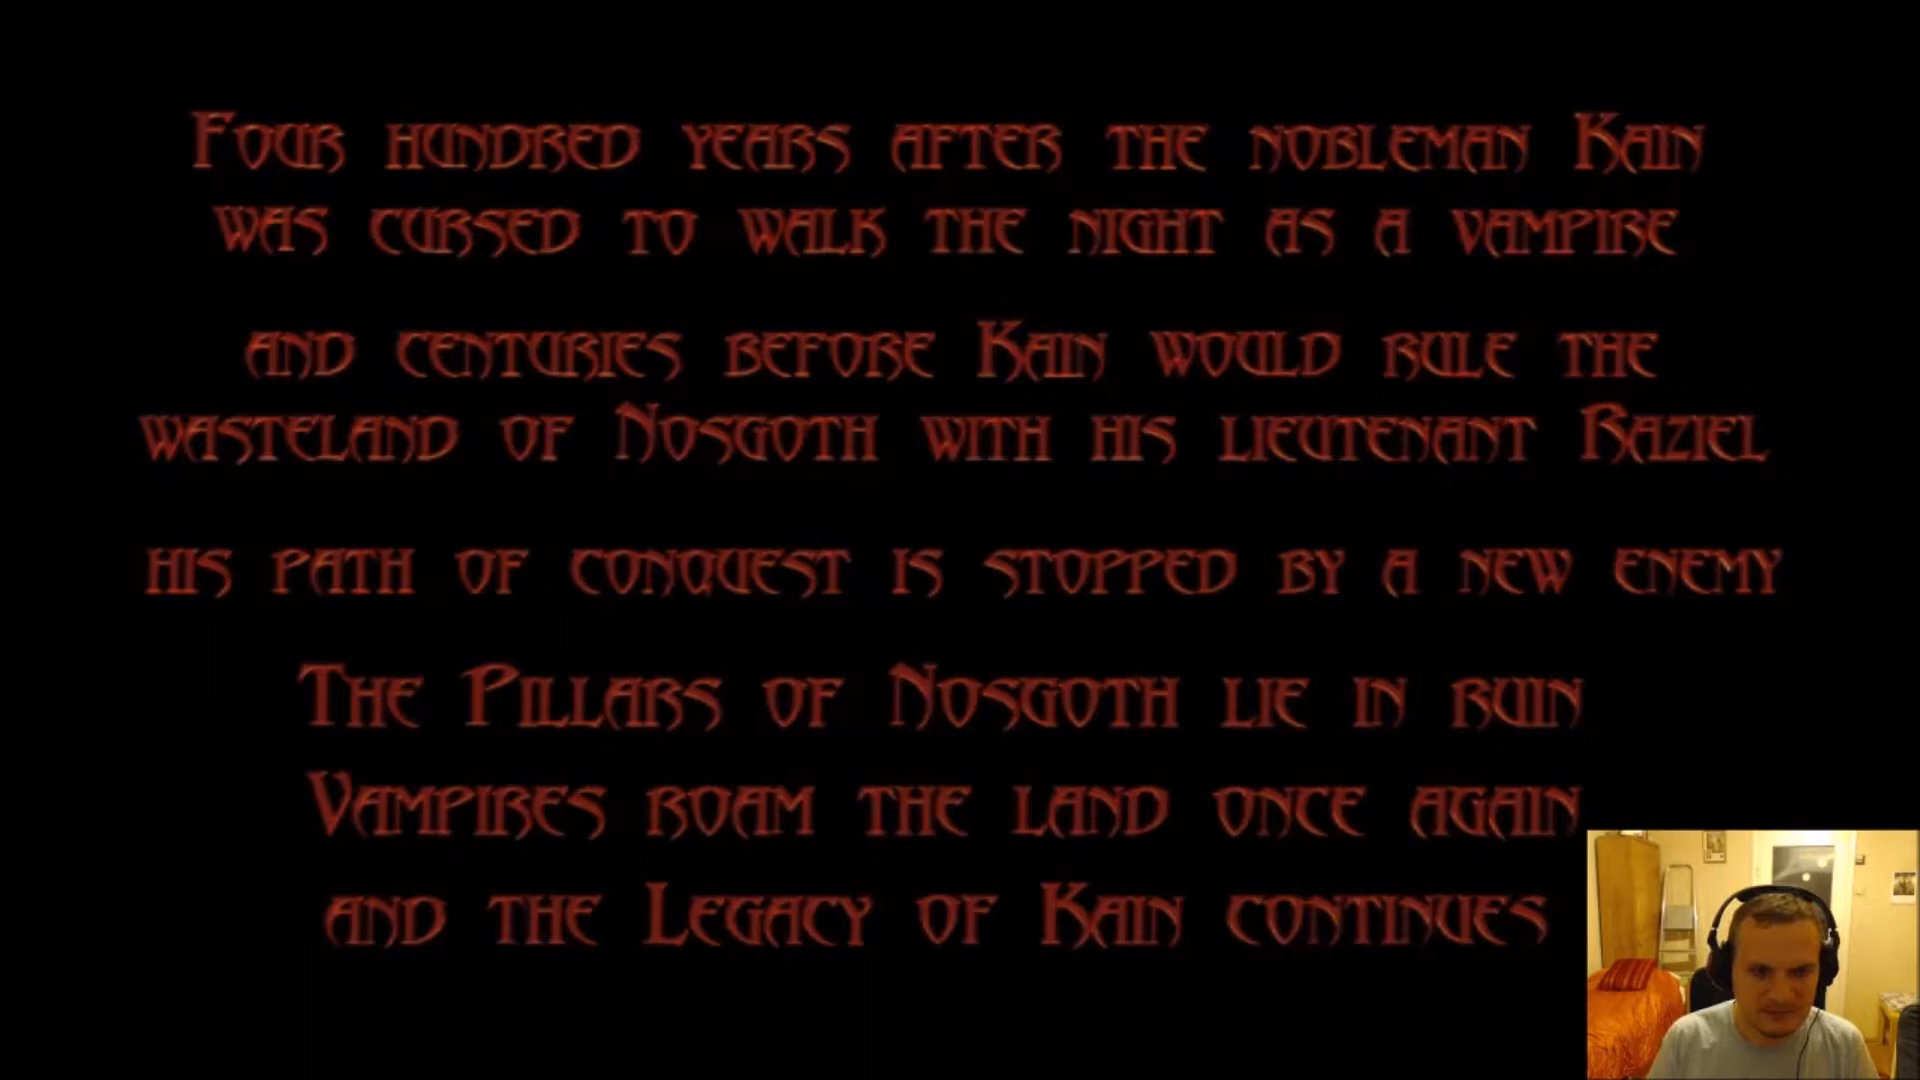 Four hundred years after the nobleman Kain
was cursed to walk the night as a vampire
and centuries before Kain would rule the
wasteland of Nosgoth with his lieutenant Raziel
his path of conquest is stopped by a new enemy
The Pillars of Nosgoth lie in ruin
Vampires roam the land once again
and the Legacy of Kain continues